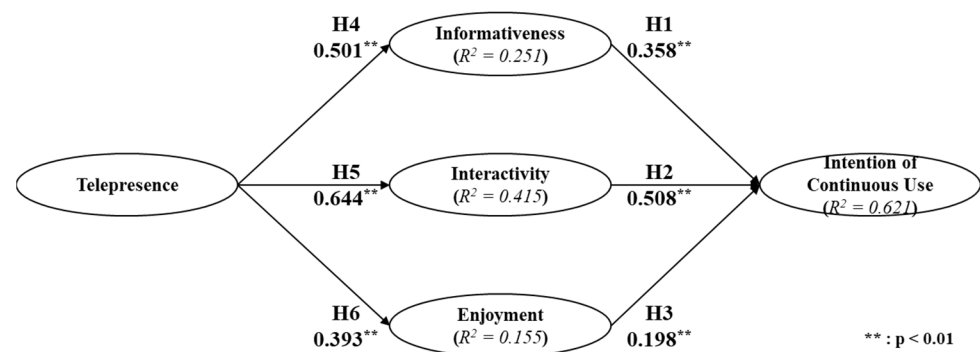 H4
0.501**
Informativeness
(R² = 0.251)
H1
0.358**
Telepresence
H5
0.644**
Interactivity
(R² = 0.415)
H2
0.508**
Intention of
Continuous Use
(R² = 0.621)
H6
0.393**
Enjoyment
(R² = 0.155)
H3
0.198**
** : p < 0.01